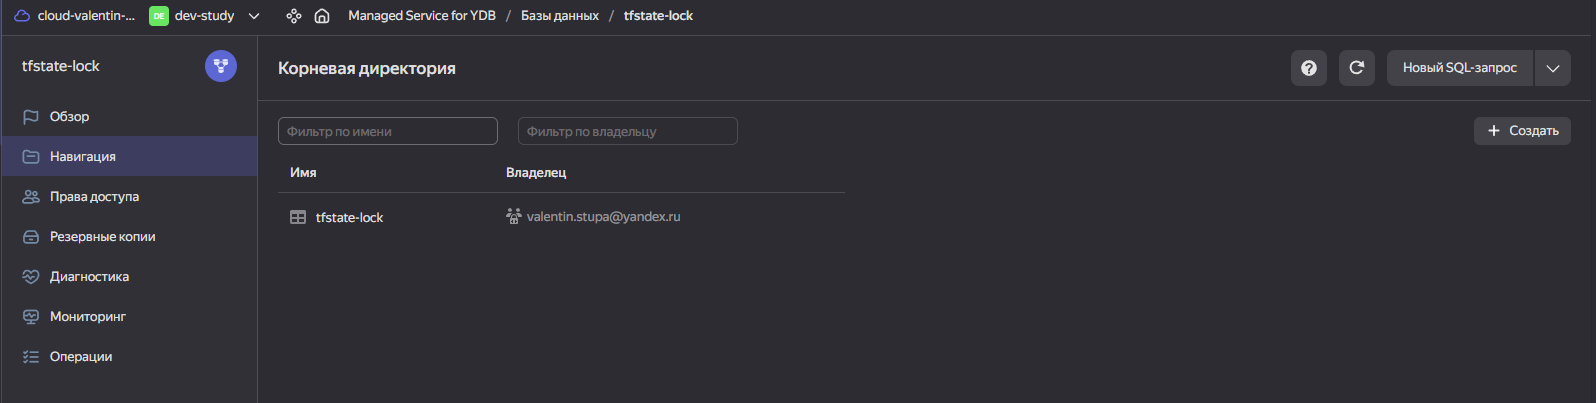 cloud-valentin-... DE dev-study Managed Service for YDB / Базы данных / tfstate-lock
tfstate-lock
Обзор
Навигация
Права доступа
Резервные копии
Диагностика
Мониторинг
Операции
Корневая директория
? Новый SQL-запрос
Фильтр по имени Фильтр по владельцу + Создать
Имя Владелец
tfstate-lock valentin.stupa@yandex.ru